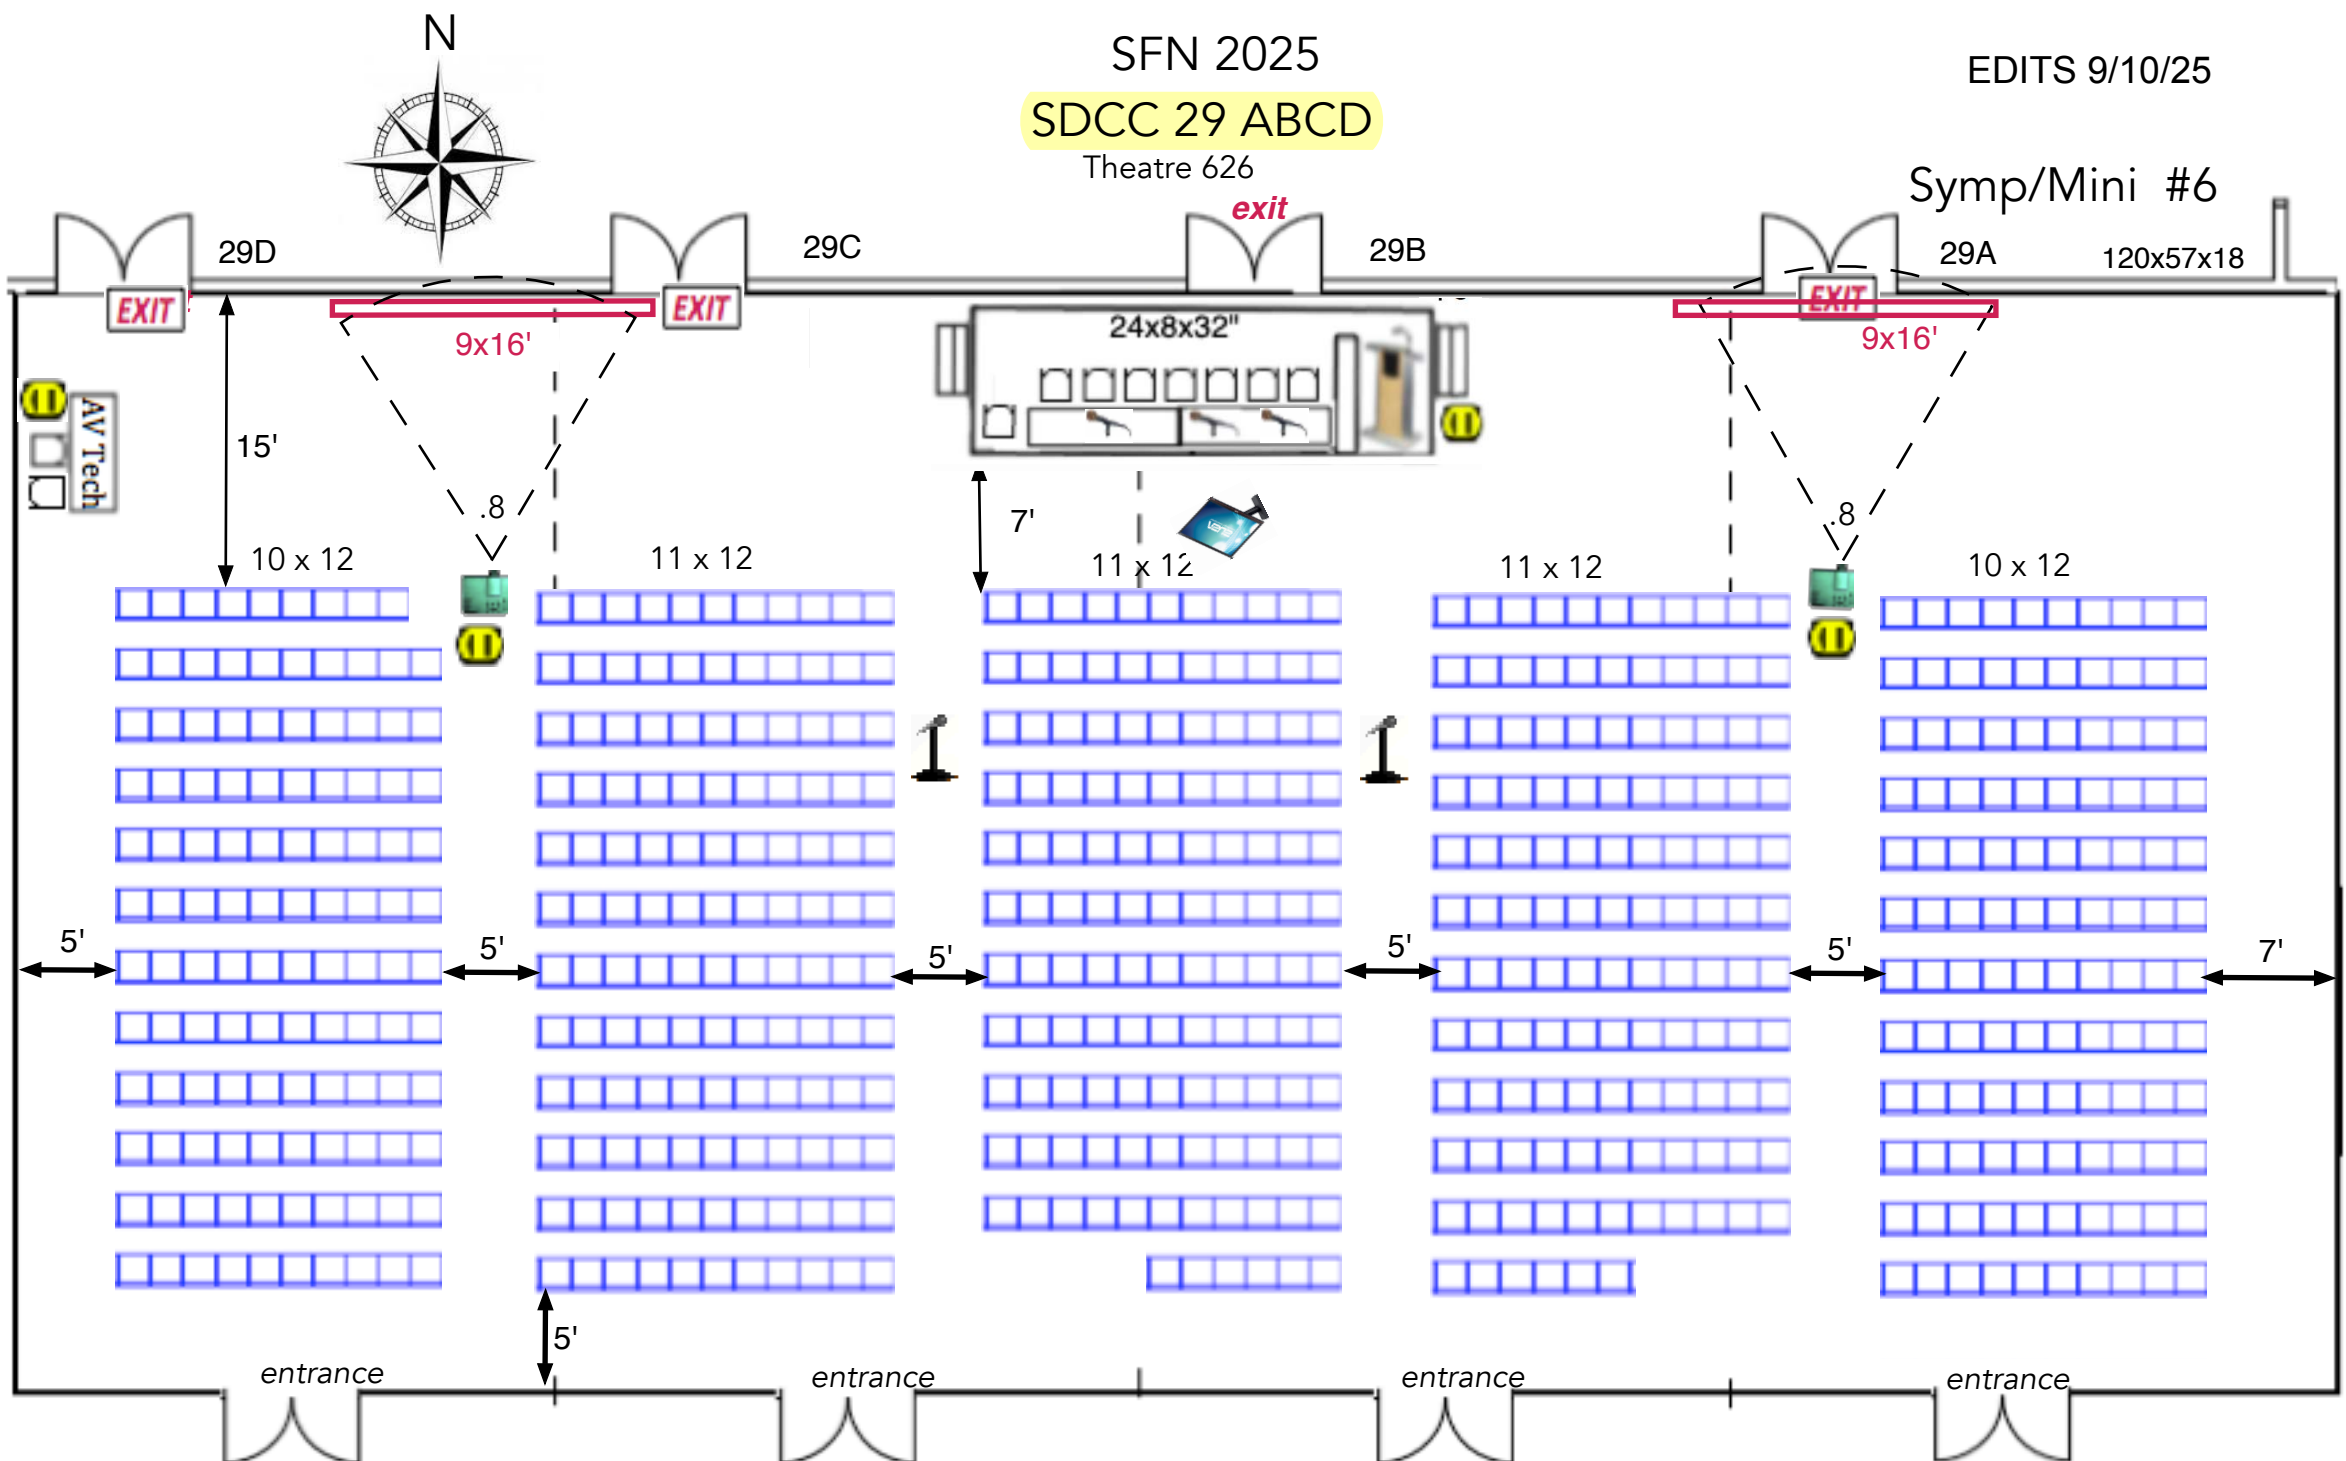 N
SFN 2025
EDITS 9/10/25
SDCC 29 ABCD
Theatre 626
Symp/Mini #6
exit
29D
29C
29B
29A
120x57x18
EXIT
EXIT
EXIT
9x16'
24x8x32"
9x16'
AV Tech
15'
.8
7'
.8
10 x 12
11 x 12
11 x 12
11 x 12
10 x 12
5'
5'
5'
5'
5'
7'
5'
entrance
entrance
entrance
entrance